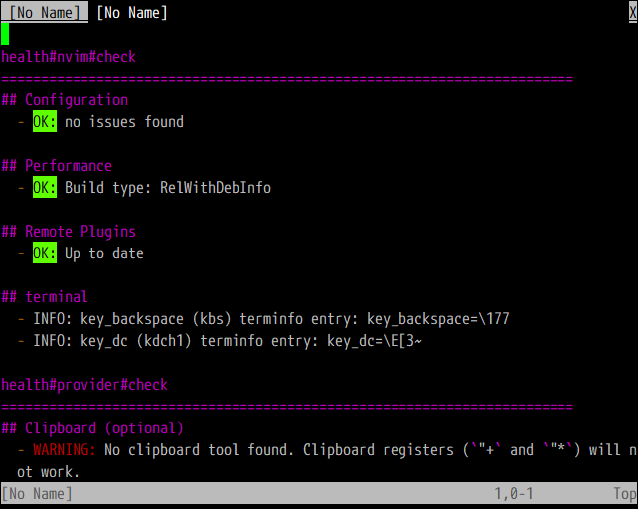 [No Name] [No Name] X
health#nvim#check
========================================================================
## Configuration
- OK: no issues found
## Performance
- OK: Build type: RelWithDebInfo
## Remote Plugins
- OK: Up to date
## terminal
- INFO: key_backspace (kbs) terminfo entry: key_backspace=\177
- INFO: key_dc (kdch1) terminfo entry: key_dc=\E[3~
health#provider#check
========================================================================
## Clipboard (optional)
- WARNING: No clipboard tool found. Clipboard registers (`"+` and `"*`) will n
ot work.
[No Name] 1,0-1 Top